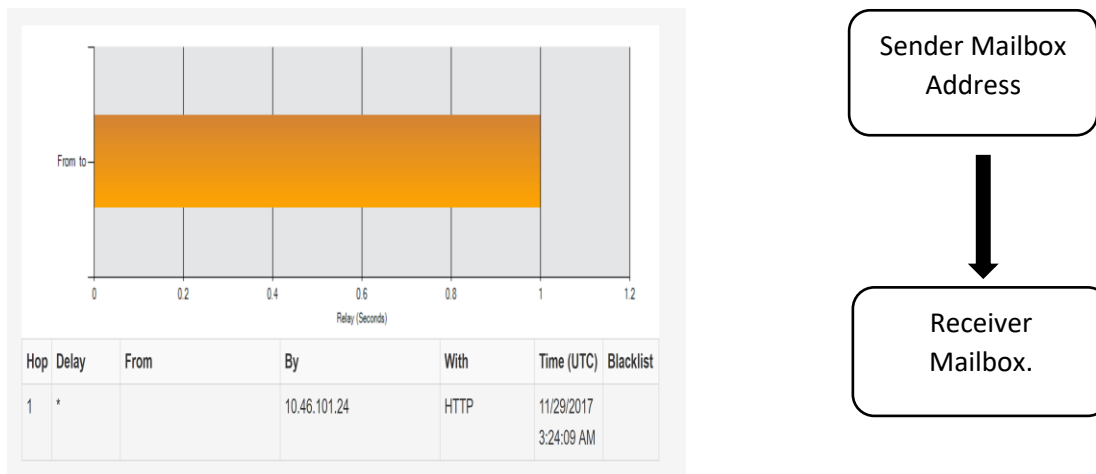 From to
0 0.2 0.4 0.6 0.8 1 1.2
Relay (Seconds)
Hop Delay From By With Time (UTC) Blacklist
1 * 10.46.101.24 HTTP 11/29/2017
3:24:09 AM
Sender Mailbox
Address
Receiver
Mailbox.